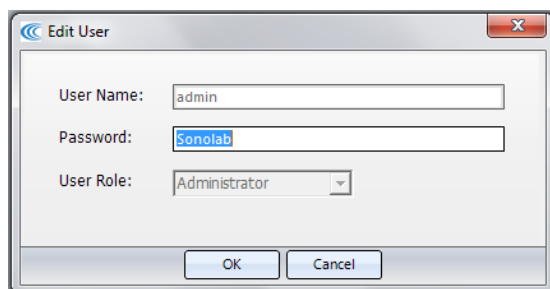 Edit User
User Name: admin
Password: Sonolab
User Role: Administrator
OK Cancel